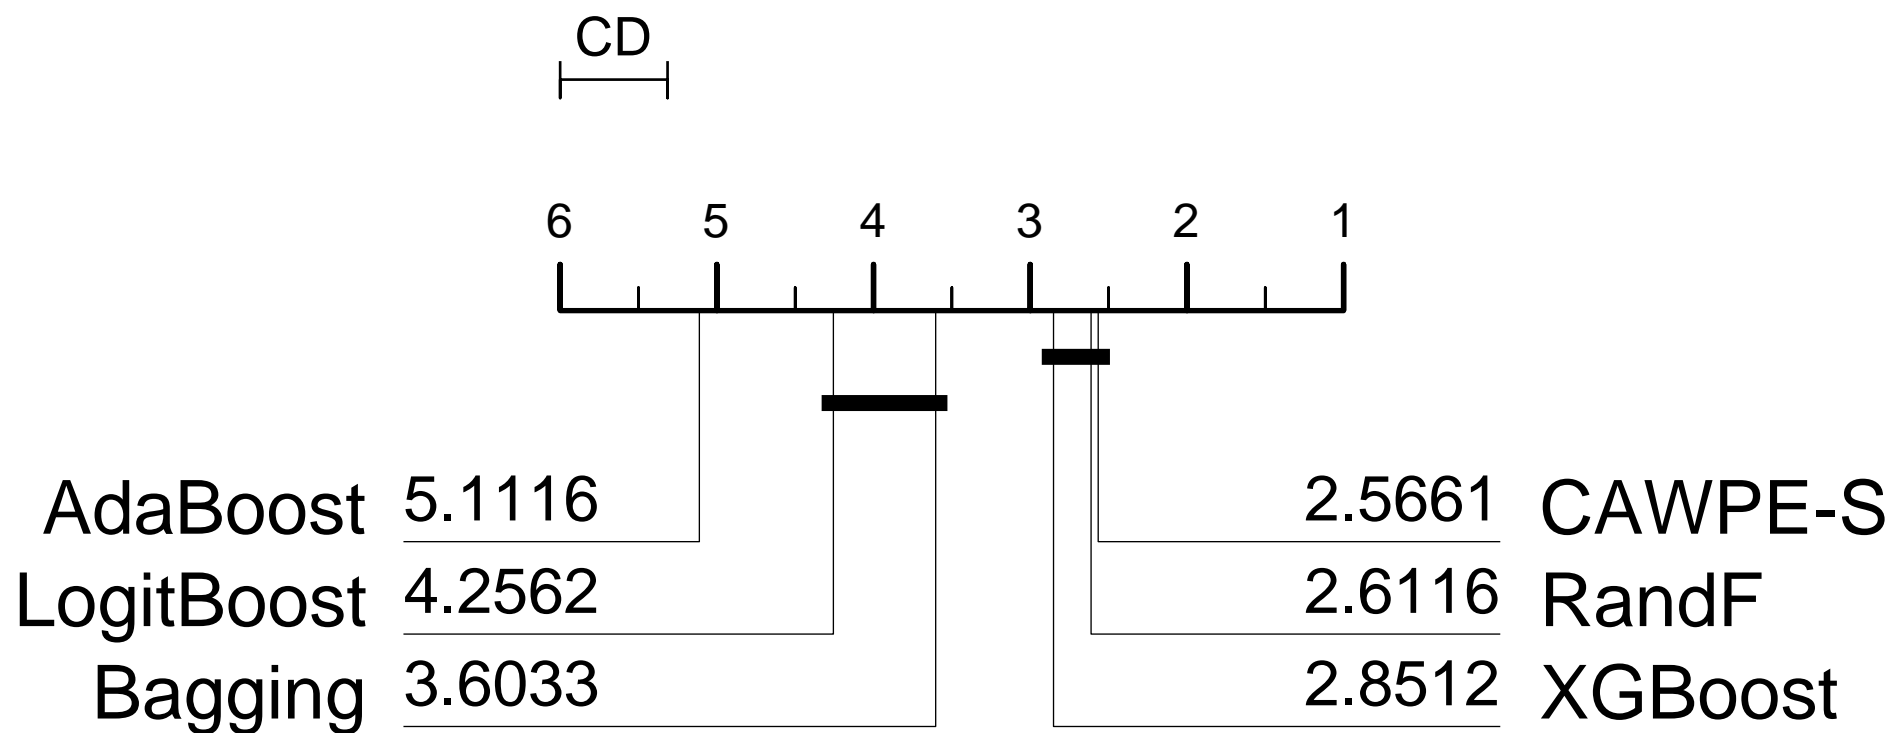 CD
6 5 4 3 2 1
AdaBoost 5.1116 2.5661 CAWPE-S
LogitBoost 4.2562 2.6116 RandF
Bagging 3.6033 2.8512 XGBoost